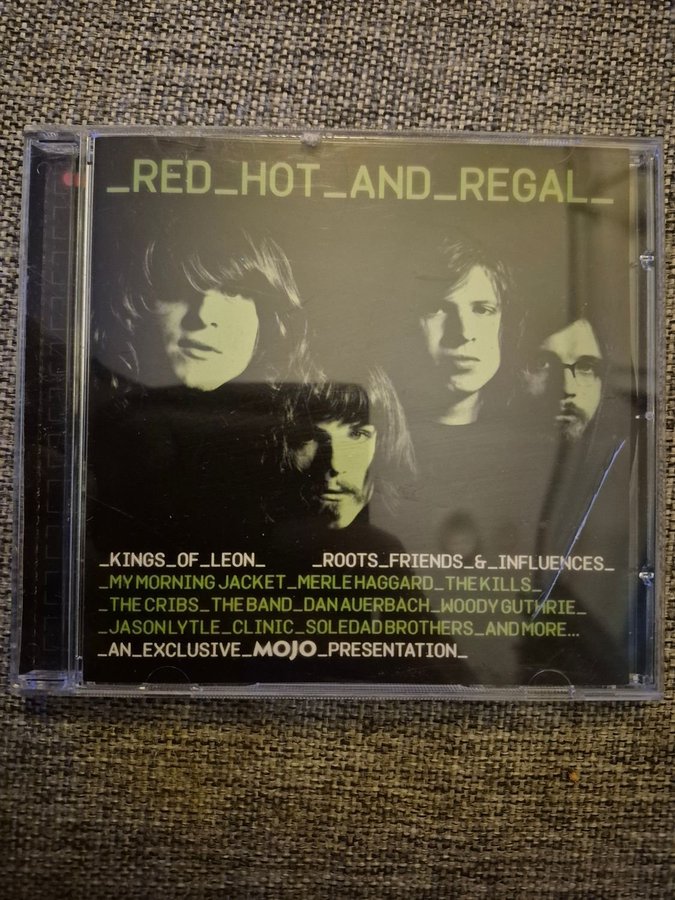 _RED_HOT_AND_REGAL_
_KINGS_OF_LEON_ _ROOTS_FRIENDS_&_INFLUENCES_
_MY MORNING JACKET_MERLE HAGGARD_THE KILLS_
_THE CRIBS_THE BAND_DAN AUERBACH_WOODY GUTHRIE_
_JASON LYTLE_CLINIC_SOLEDAD BROTHERS_AND MORE...
_AN_EXCLUSIVE_MOJO_PRESENTATION_